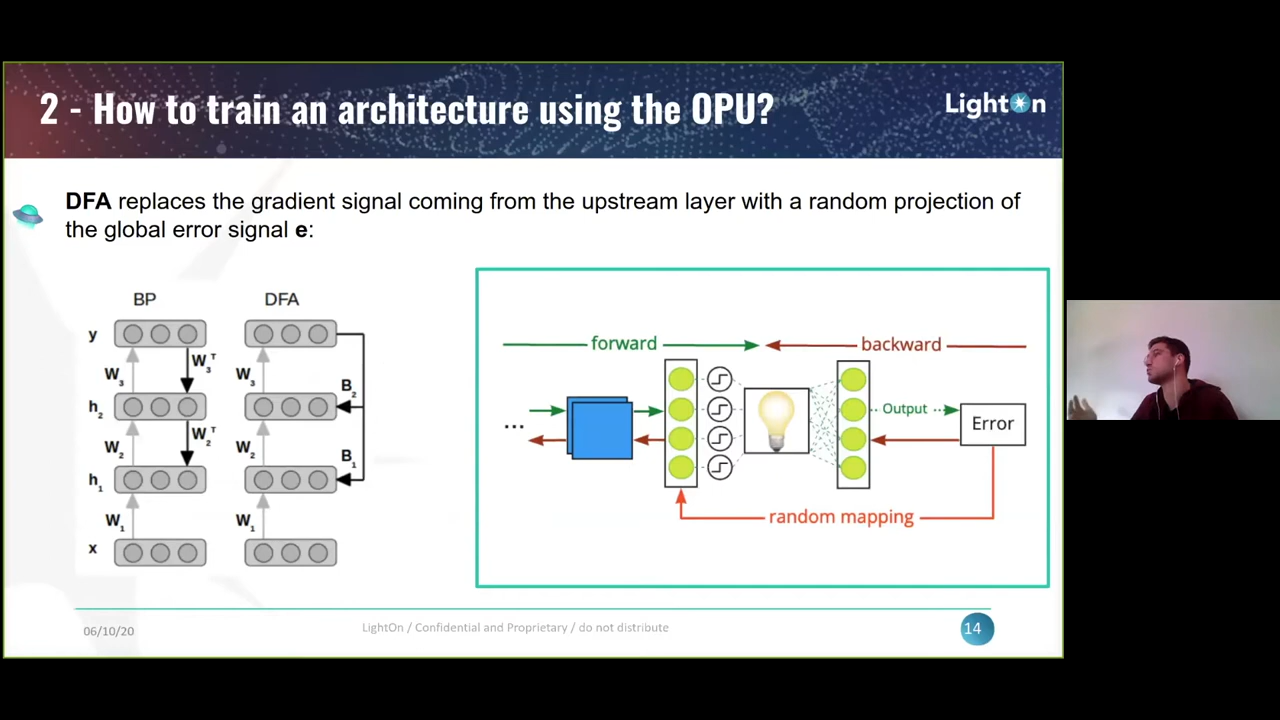 2 - How to train an architecture using the OPU?
LightOn
DFA replaces the gradient signal coming from the upstream layer with a random projection of
the global error signal e:
BP
DFA
y
W₃
W₃ᵀ
W₃
B₂
h₂
W₂
W₂ᵀ
W₂
B₁
h₁
W₁
W₁
x
forward
backward
...
Output
Error
random mapping
06/10/20
LightOn / Confidential and Proprietary / do not distribute
14